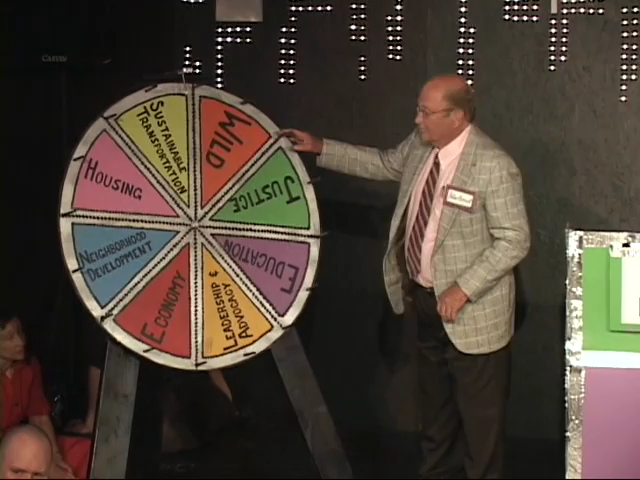 SUSTAINABLE
TRANSPORTATION
WILD
JUSTICE
EDUCATION
LEADERSHIP &
ADVOCACY
ECONOMY
NEIGHBORHOOD
DEVELOPMENT
HOUSING